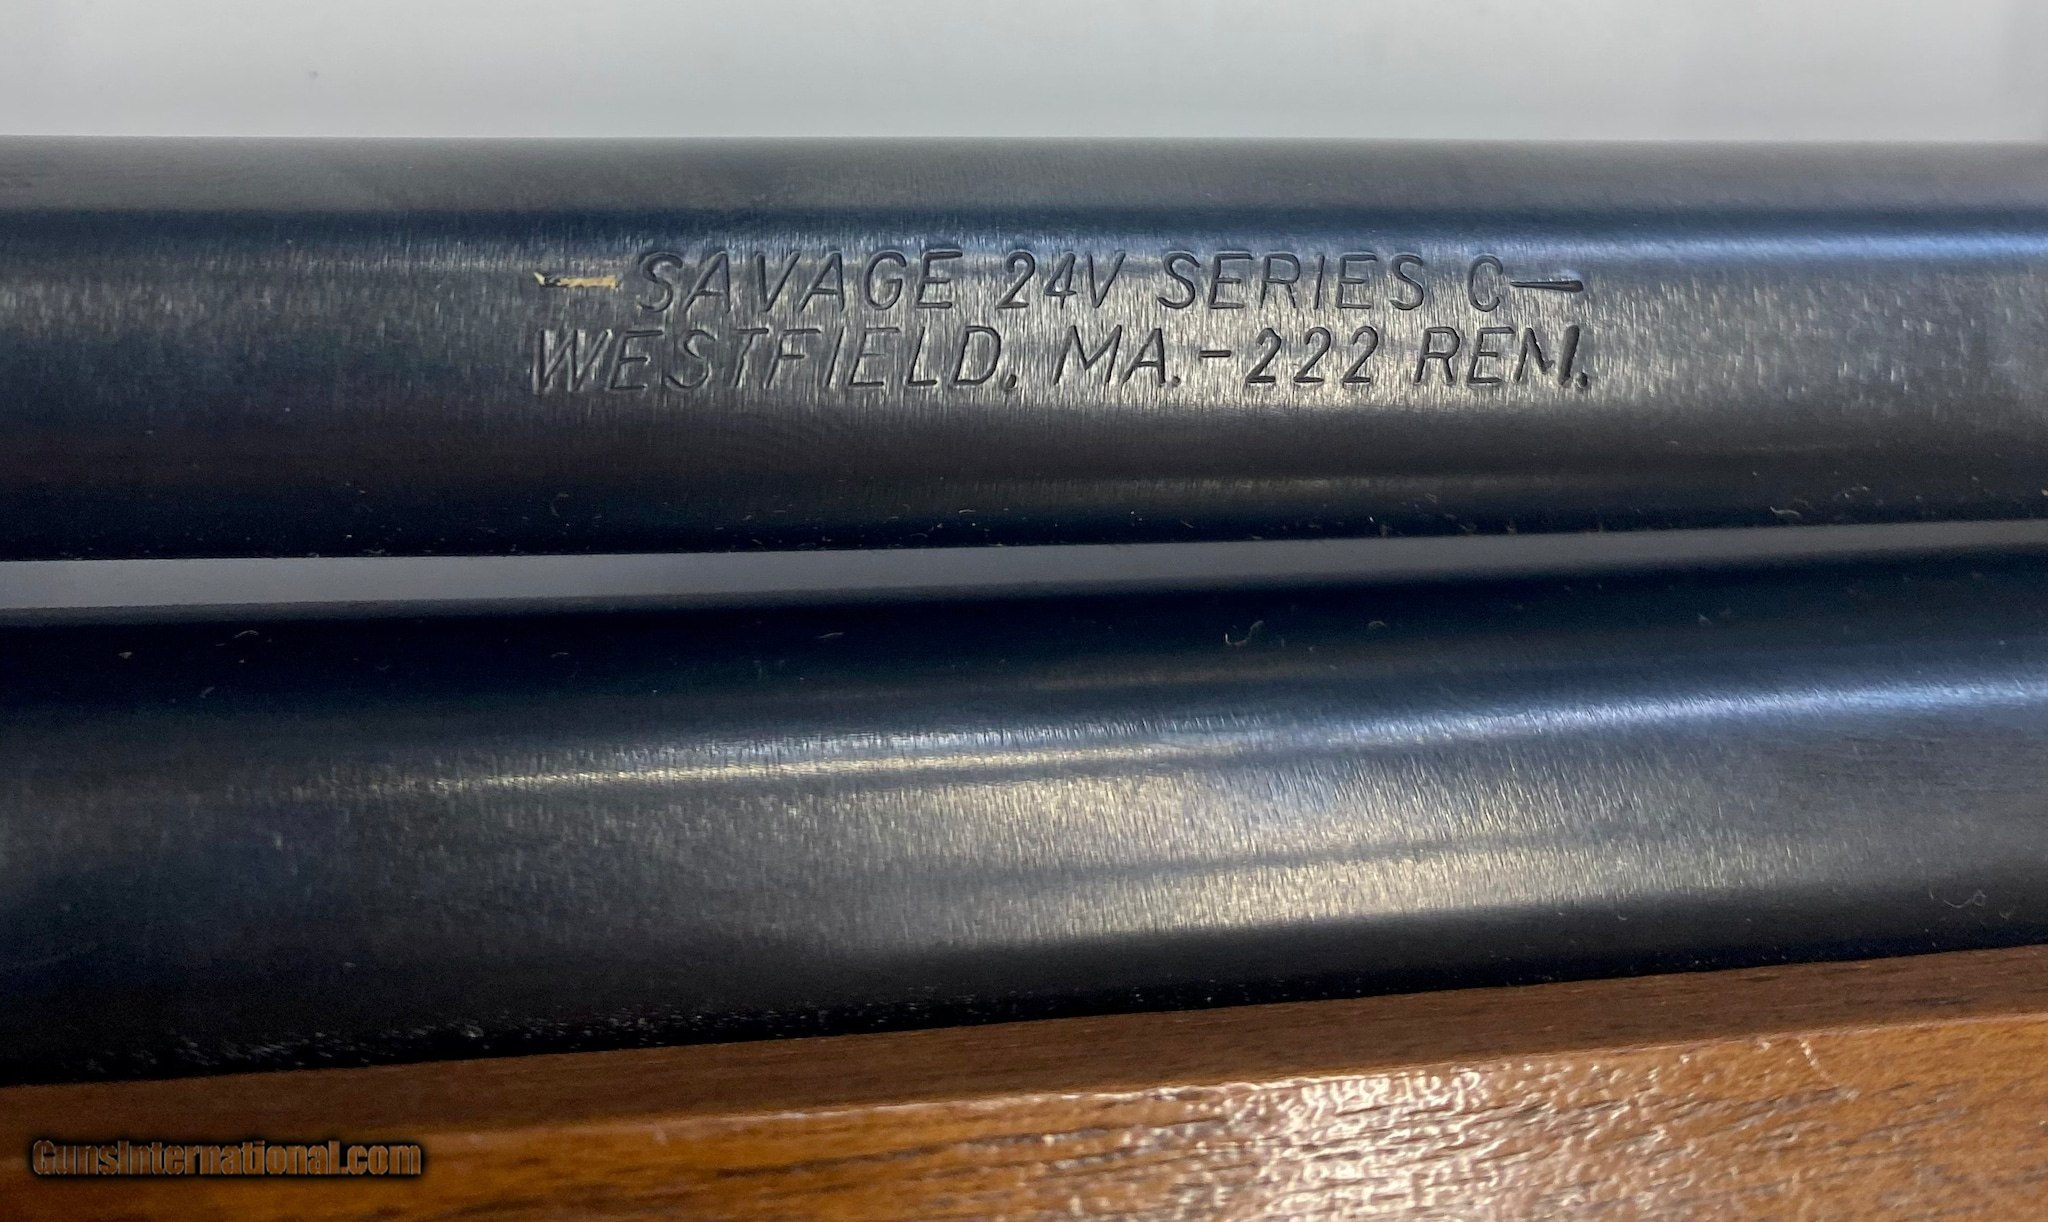 — SAVAGE 24V SERIES C —
WESTFIELD, MA.-222 REM.
GunsInternational.com